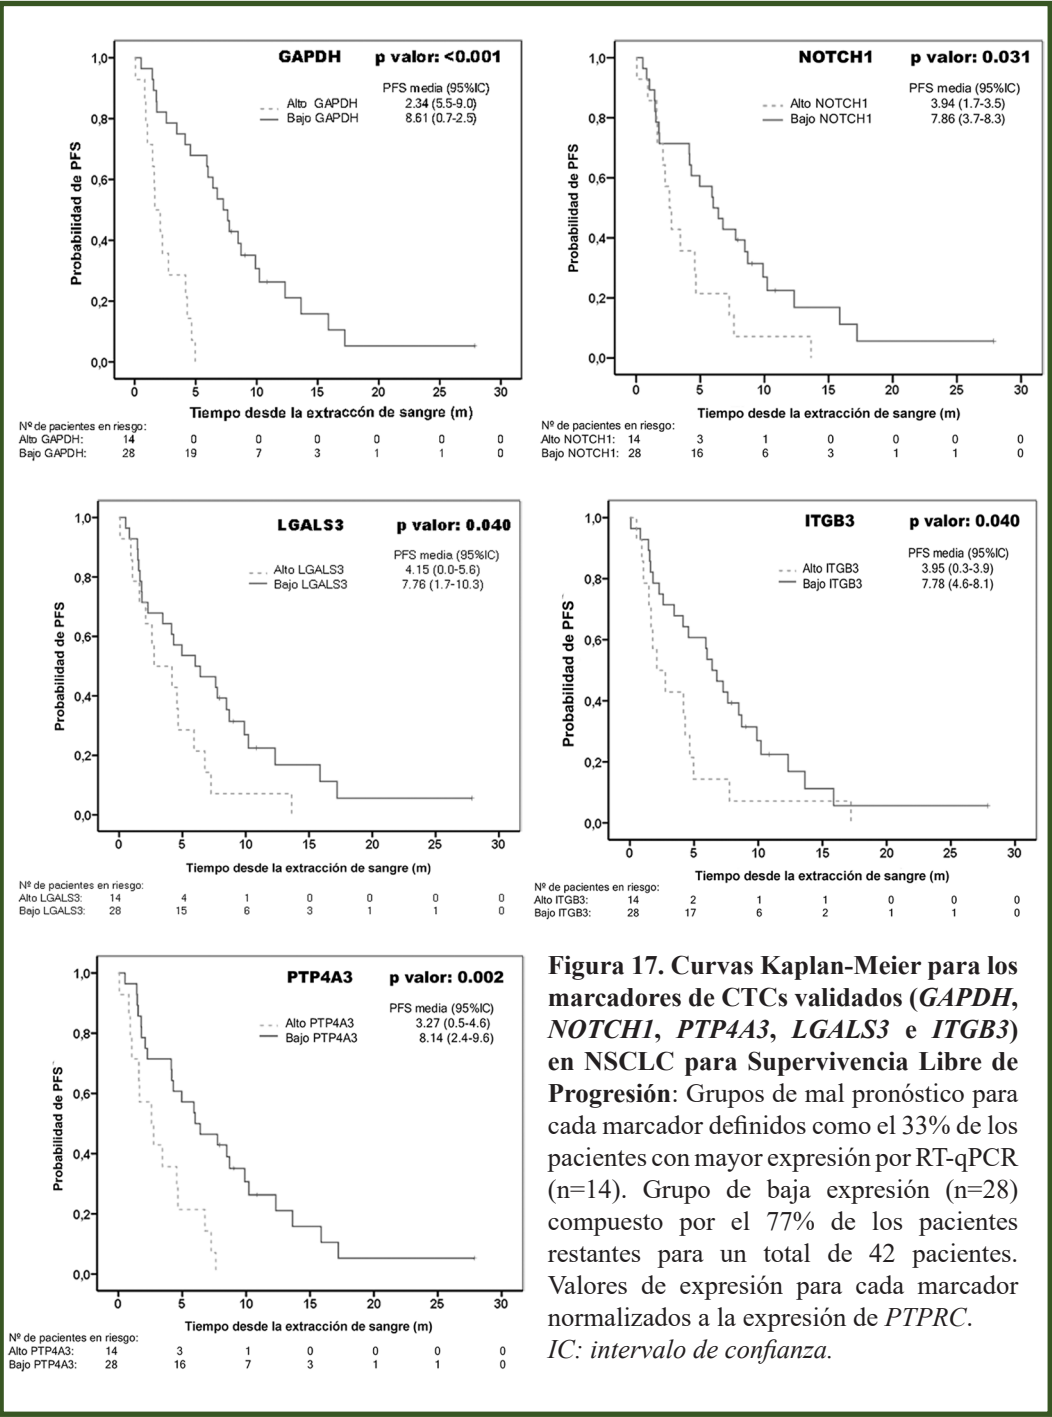 GAPDH p valor: <0.001
PFS media (95%IC)
Alto GAPDH 2.34 (5.5-9.0)
Bajo GAPDH 8.61 (0.7-2.5)
Probabilidad de PFS
1,0
0,8
0,6
0,4
0,2
0,0
0 5 10 15 20 25 30
Tiempo desde la extraccón de sangre (m)
Nº de pacientes en riesgo:
Alto GAPDH: 14 0 0 0 0 0 0
Bajo GAPDH: 28 19 7 3 1 1 0
NOTCH1 p valor: 0.031
PFS media (95%IC)
Alto NOTCH1 3.94 (1.7-3.5)
Bajo NOTCH1 7.86 (3.7-8.3)
Probabilidad de PFS
1,0
0,8
0,6
0,4
0,2
0,0
0 5 10 15 20 25 30
Tiempo desde la extracción de sangre (m)
Nº de pacientes en riesgo:
Alto NOTCH1: 14 3 1 0 0 0 0
Bajo NOTCH1: 28 16 6 3 1 1 0
LGALS3 p valor: 0.040
PFS media (95%IC)
Alto LGALS3 4.15 (0.0-5.6)
Bajo LGALS3 7.76 (1.7-10.3)
Probabilidad de PFS
1,0
0,8
0,6
0,4
0,2
0,0
0 5 10 15 20 25 30
Tiempo desde la extracción de sangre (m)
Nº de pacientes en riesgo:
Alto LGALS3: 14 4 1 0 0 0 0
Bajo LGALS3: 28 15 6 3 1 1 0
ITGB3 p valor: 0.040
PFS media (95%IC)
Alto ITGB3 3.95 (0.3-3.9)
Bajo ITGB3 7.78 (4.6-8.1)
Probabilidad de PFS
1,0
0,8
0,6
0,4
0,2
0,0
0 5 10 15 20 25 30
Tiempo desde la extracción de sangre (m)
Nº de pacientes en riesgo:
Alto ITGB3: 14 2 1 1 0 0 0
Bajo ITGB3: 28 17 6 2 1 1 0
PTP4A3 p valor: 0.002
PFS media (95%IC)
Alto PTP4A3 3.27 (0.5-4.6)
Bajo PTP4A3 8.14 (2.4-9.6)
Probabilidad de PFS
1,0
0,8
0,6
0,4
0,2
0,0
0 5 10 15 20 25 30
Tiempo desde la extracción de sangre (m)
Nº de pacientes en riesgo:
Alto PTP4A3: 14 3 1 0 0 0 0
Bajo PTP4A3: 28 16 7 3 1 1 0
Figura 17. Curvas Kaplan-Meier para los
marcadores de CTCs validados (GAPDH,
NOTCH1, PTP4A3, LGALS3 e ITGB3)
en NSCLC para Supervivencia Libre de
Progresión: Grupos de mal pronóstico para
cada marcador definidos como el 33% de los
pacientes con mayor expresión por RT-qPCR
(n=14). Grupo de baja expresión (n=28)
compuesto por el 77% de los pacientes
restantes para un total de 42 pacientes.
Valores de expresión para cada marcador
normalizados a la expresión de PTPRC.
IC: intervalo de confianza.